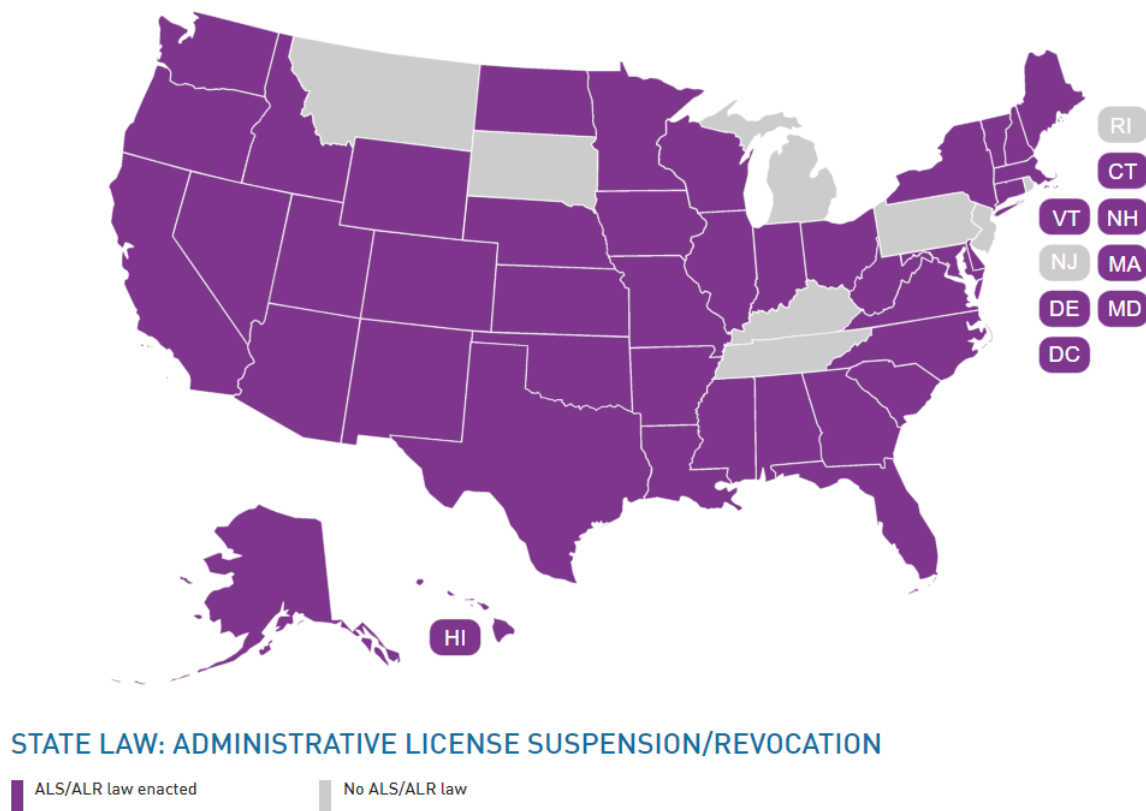 RI
CT
VT NH
NJ MA
DE MD
DC
HI
STATE LAW: ADMINISTRATIVE LICENSE SUSPENSION/REVOCATION
ALS/ALR law enacted No ALS/ALR law